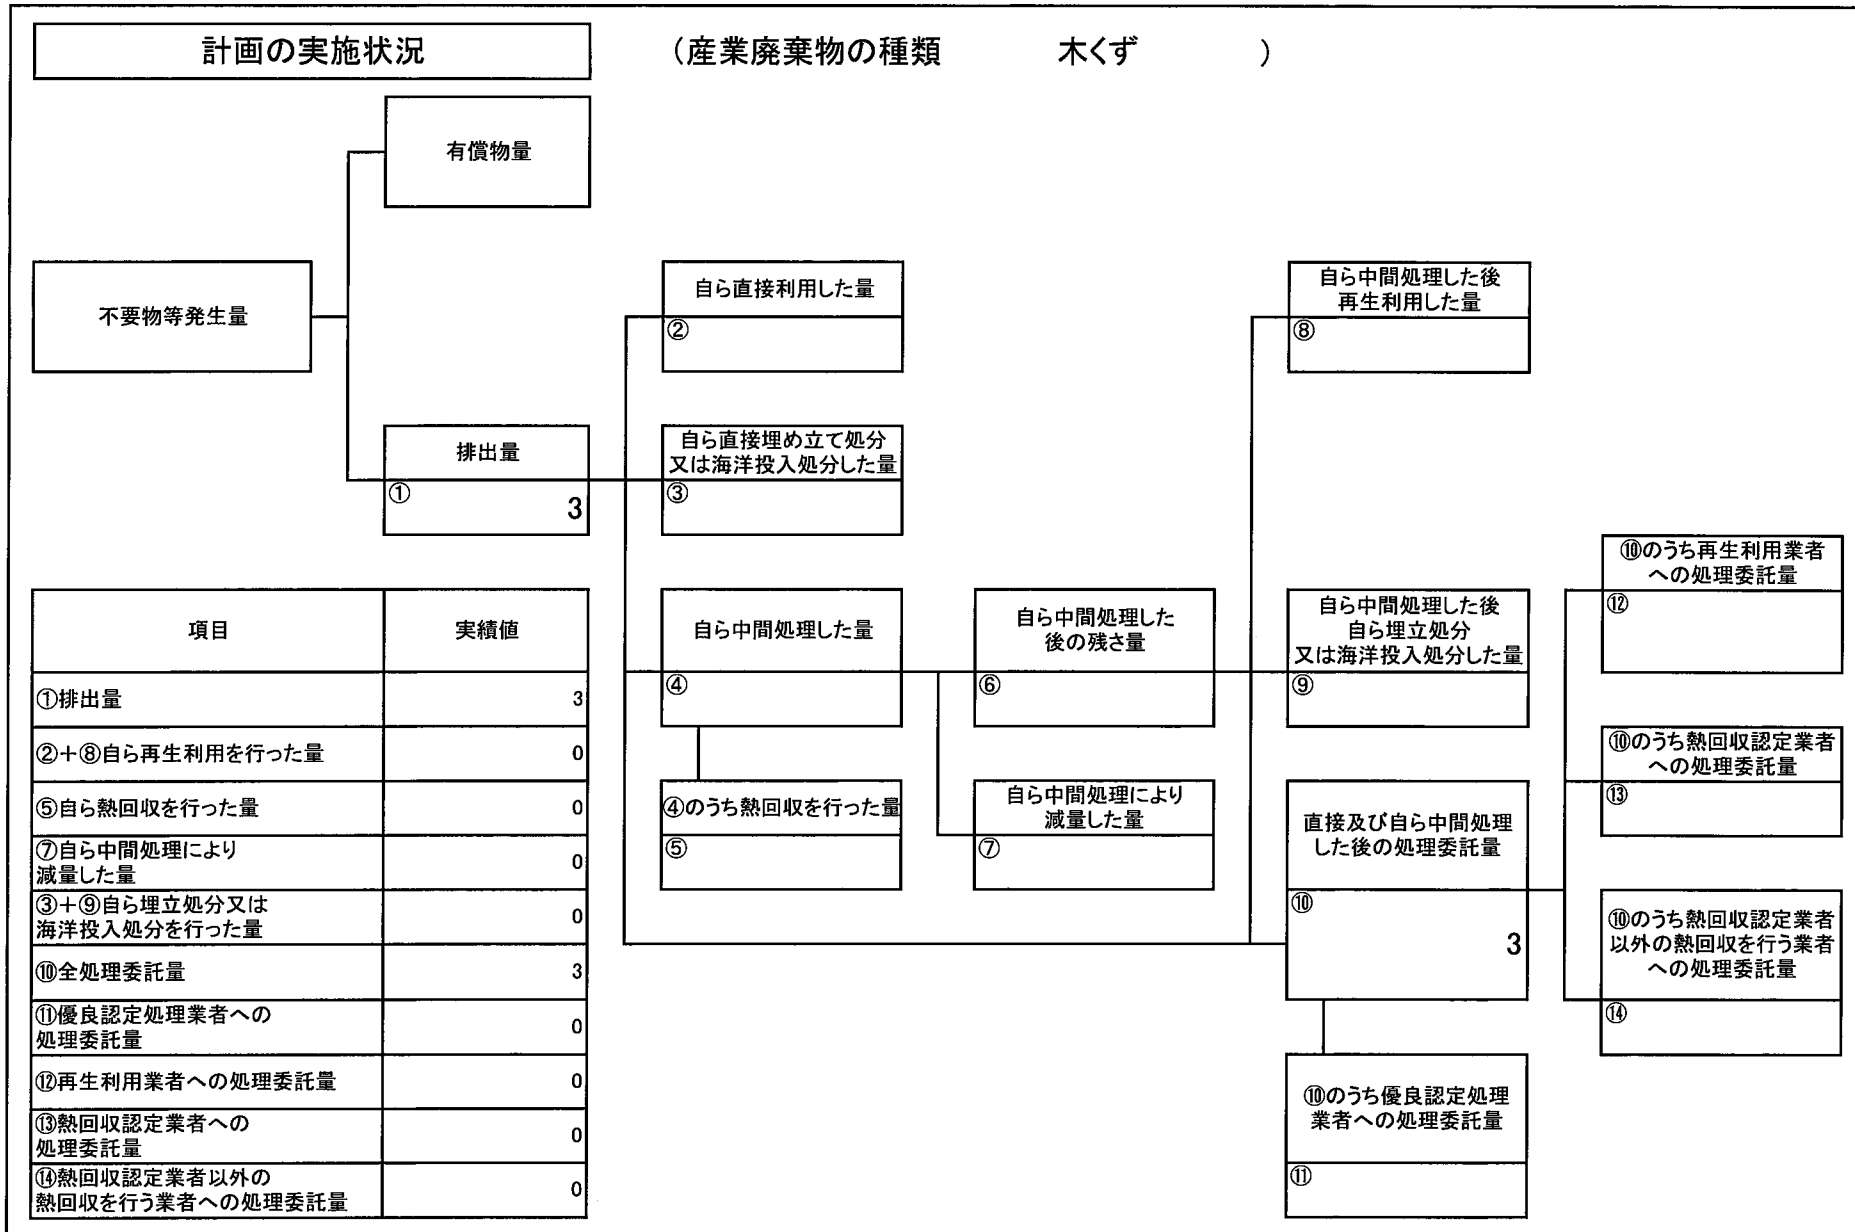 計画の実施状況
（産業廃棄物の種類　木くず　）
有償物量
不要物等発生量
自ら直接利用した量
②
自ら中間処理した後
再生利用した量
⑧
排出量
①
3
自ら直接埋め立て処分
又は海洋投入処分した量
③
⑩のうち再生利用業者
への処理委託量
⑫
自ら中間処理した量
④
自ら中間処理した
後の残さ量
⑥
自ら中間処理した後
自ら埋立処分
又は海洋投入処分した量
⑨
⑩のうち熱回収認定業者
への処理委託量
⑬
④のうち熱回収を行った量
⑤
自ら中間処理により
減量した量
⑦
直接及び自ら中間処理
した後の処理委託量
⑩
3
⑩のうち熱回収認定業者
以外の熱回収を行う業者
への処理委託量
⑭
⑩のうち優良認定処理
業者への処理委託量
⑪
項目　実績値
①排出量　3
②＋⑧自ら再生利用を行った量　0
⑤自ら熱回収を行った量　0
⑦自ら中間処理により
減量した量　0
③＋⑨自ら埋立処分又は
海洋投入処分を行った量　0
⑩全処理委託量　3
⑪優良認定処理業者への
処理委託量　0
⑫再生利用業者への処理委託量　0
⑬熱回収認定業者への
処理委託量　0
⑭熱回収認定業者以外の
熱回収を行う業者への処理委託量　0